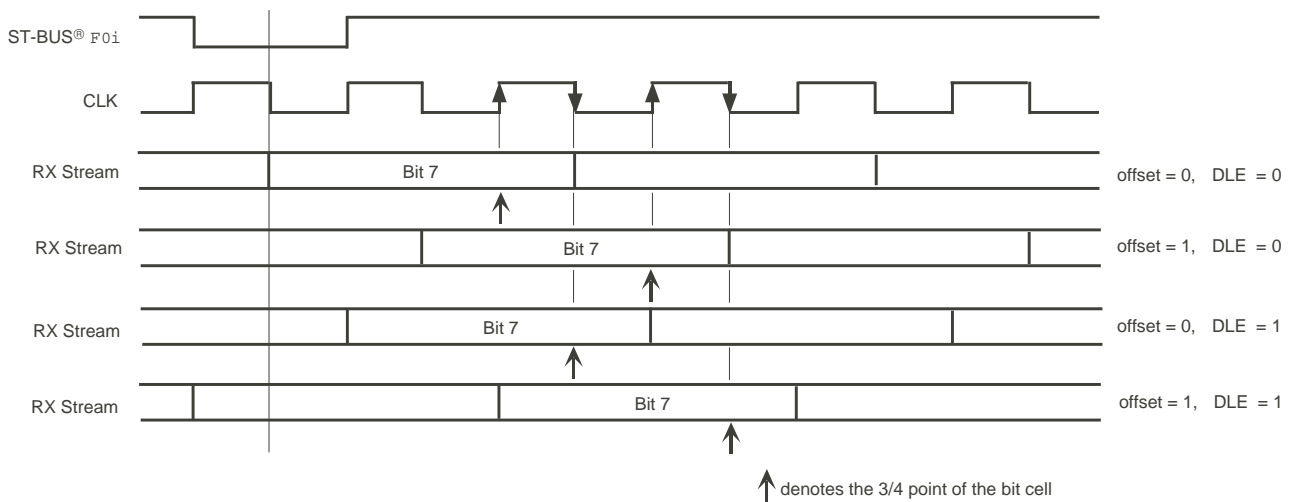 ST-BUS® F0i
CLK
RX Stream
Bit 7
offset = 0, DLE = 0
RX Stream
Bit 7
offset = 1, DLE = 0
RX Stream
Bit 7
offset = 0, DLE = 1
RX Stream
Bit 7
offset = 1, DLE = 1
denotes the 3/4 point of the bit cell